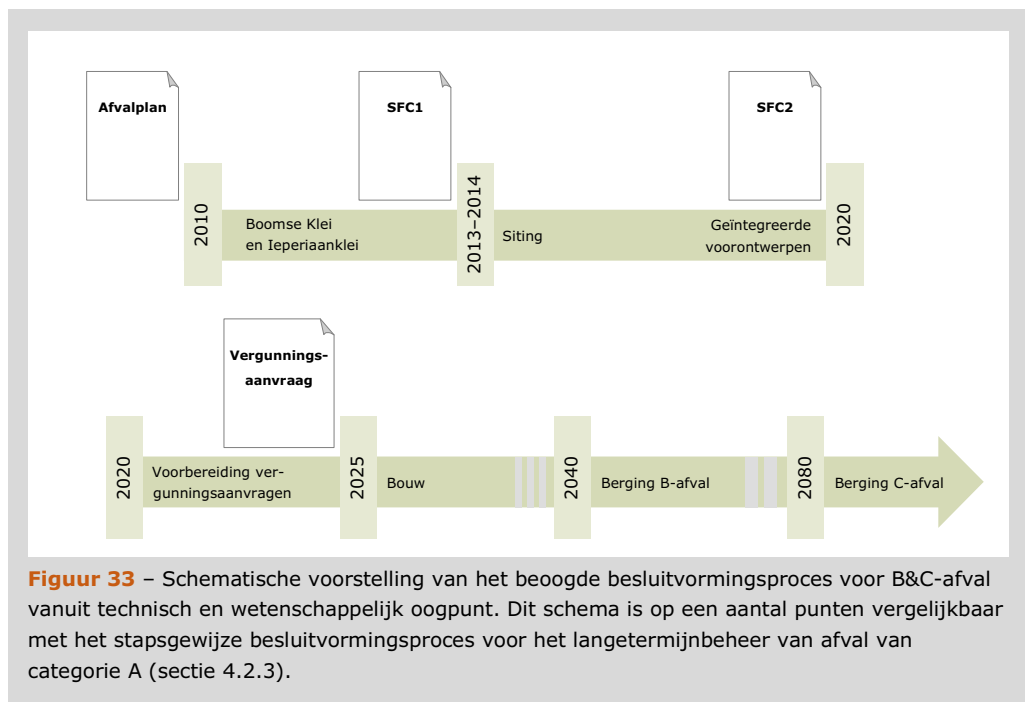 Afvalplan
SFC1
SFC2
2010
Boomse Klei
en Ieperiaanklei
2013–2014
Siting
Geïntegreerde
voorontwerpen
2020
Vergunnings-
aanvraag
2020
Voorbereiding ver-
gunningsaanvragen
2025
Bouw
2040
Berging B-afval
2080
Berging C-afval
Figuur 33 – Schematische voorstelling van het beoogde besluitvormingsproces voor B&C-afval
vanuit technisch en wetenschappelijk oogpunt. Dit schema is op een aantal punten vergelijkbaar
met het stapsgewijze besluitvormingsproces voor het langetermijnbeheer van afval van
categorie A (sectie 4.2.3).